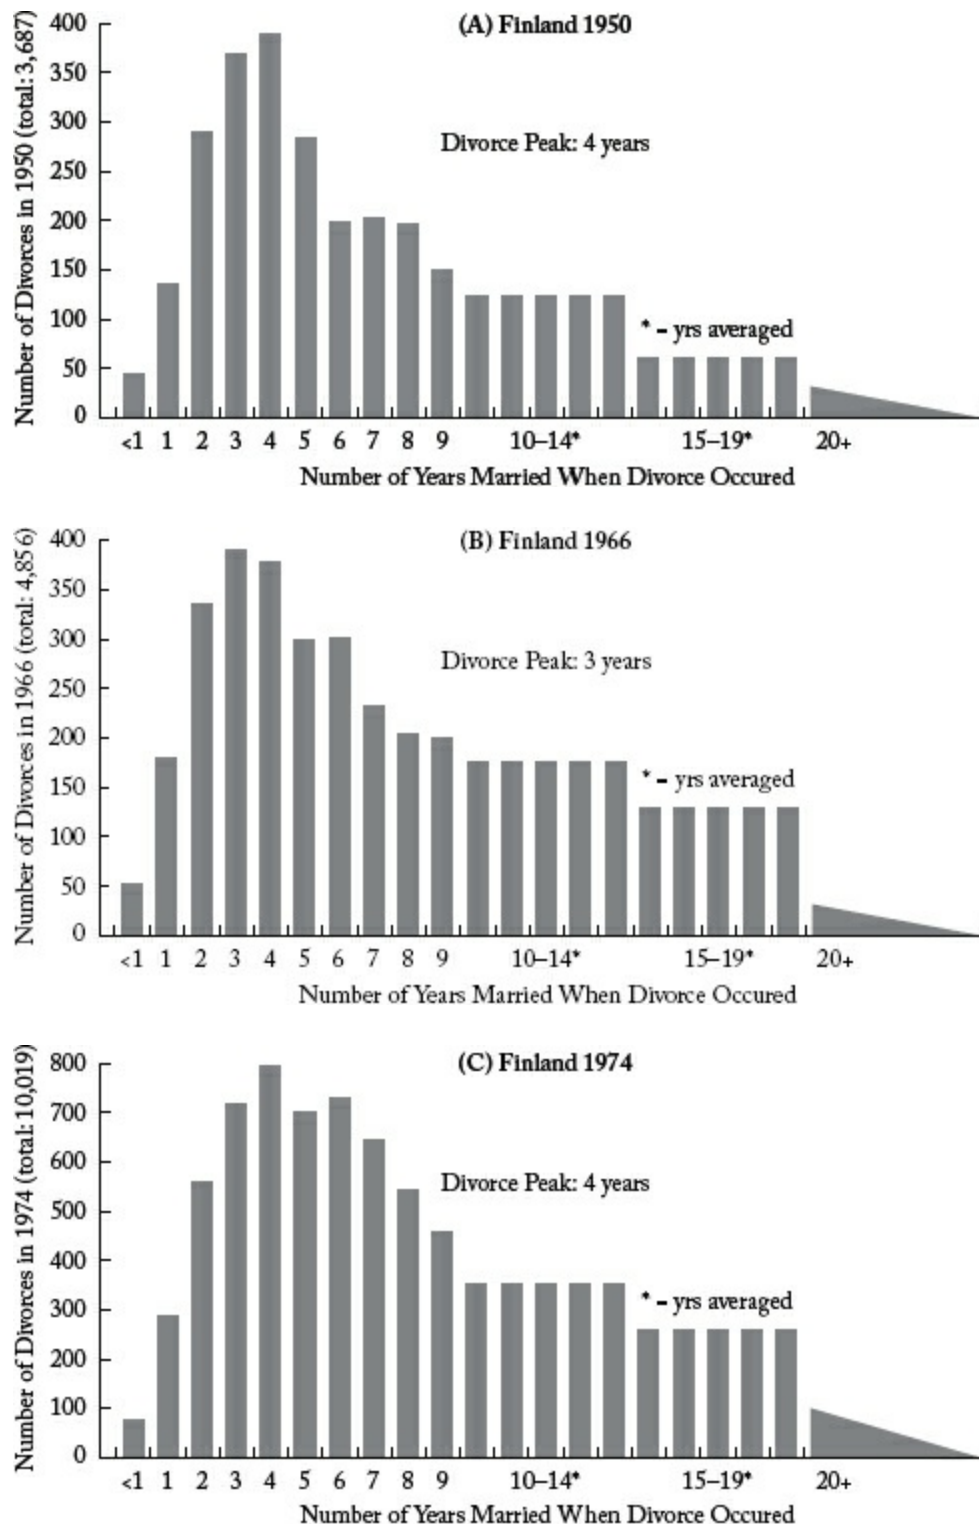 (A) Finland 1950
Number of Divorces in 1950 (total: 3,687)
400
350
300
250
200
150
100
50
0
Divorce Peak: 4 years
* – yrs averaged
<1 1 2 3 4 5 6 7 8 9 10–14* 15–19* 20+
Number of Years Married When Divorce Occured
(B) Finland 1966
Number of Divorces in 1966 (total: 4,856)
400
350
300
250
200
150
100
50
0
Divorce Peak: 3 years
* – yrs averaged
<1 1 2 3 4 5 6 7 8 9 10–14* 15–19* 20+
Number of Years Married When Divorce Occured
(C) Finland 1974
Number of Divorces in 1974 (total: 10,019)
800
700
600
500
400
300
200
100
0
Divorce Peak: 4 years
* – yrs averaged
<1 1 2 3 4 5 6 7 8 9 10–14* 15–19* 20+
Number of Years Married When Divorce Occured